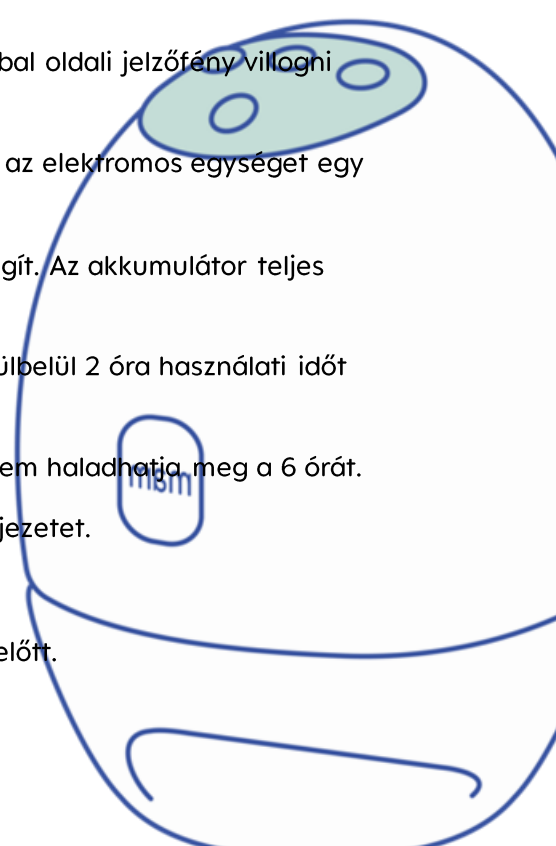 bal oldali jelzőfény villogni
az elektromos egységet egy
gít. Az akkumulátor teljes
ülbelül 2 óra használati időt
em haladhatja meg a 6 órát.
mam
jezetet.
előtt.